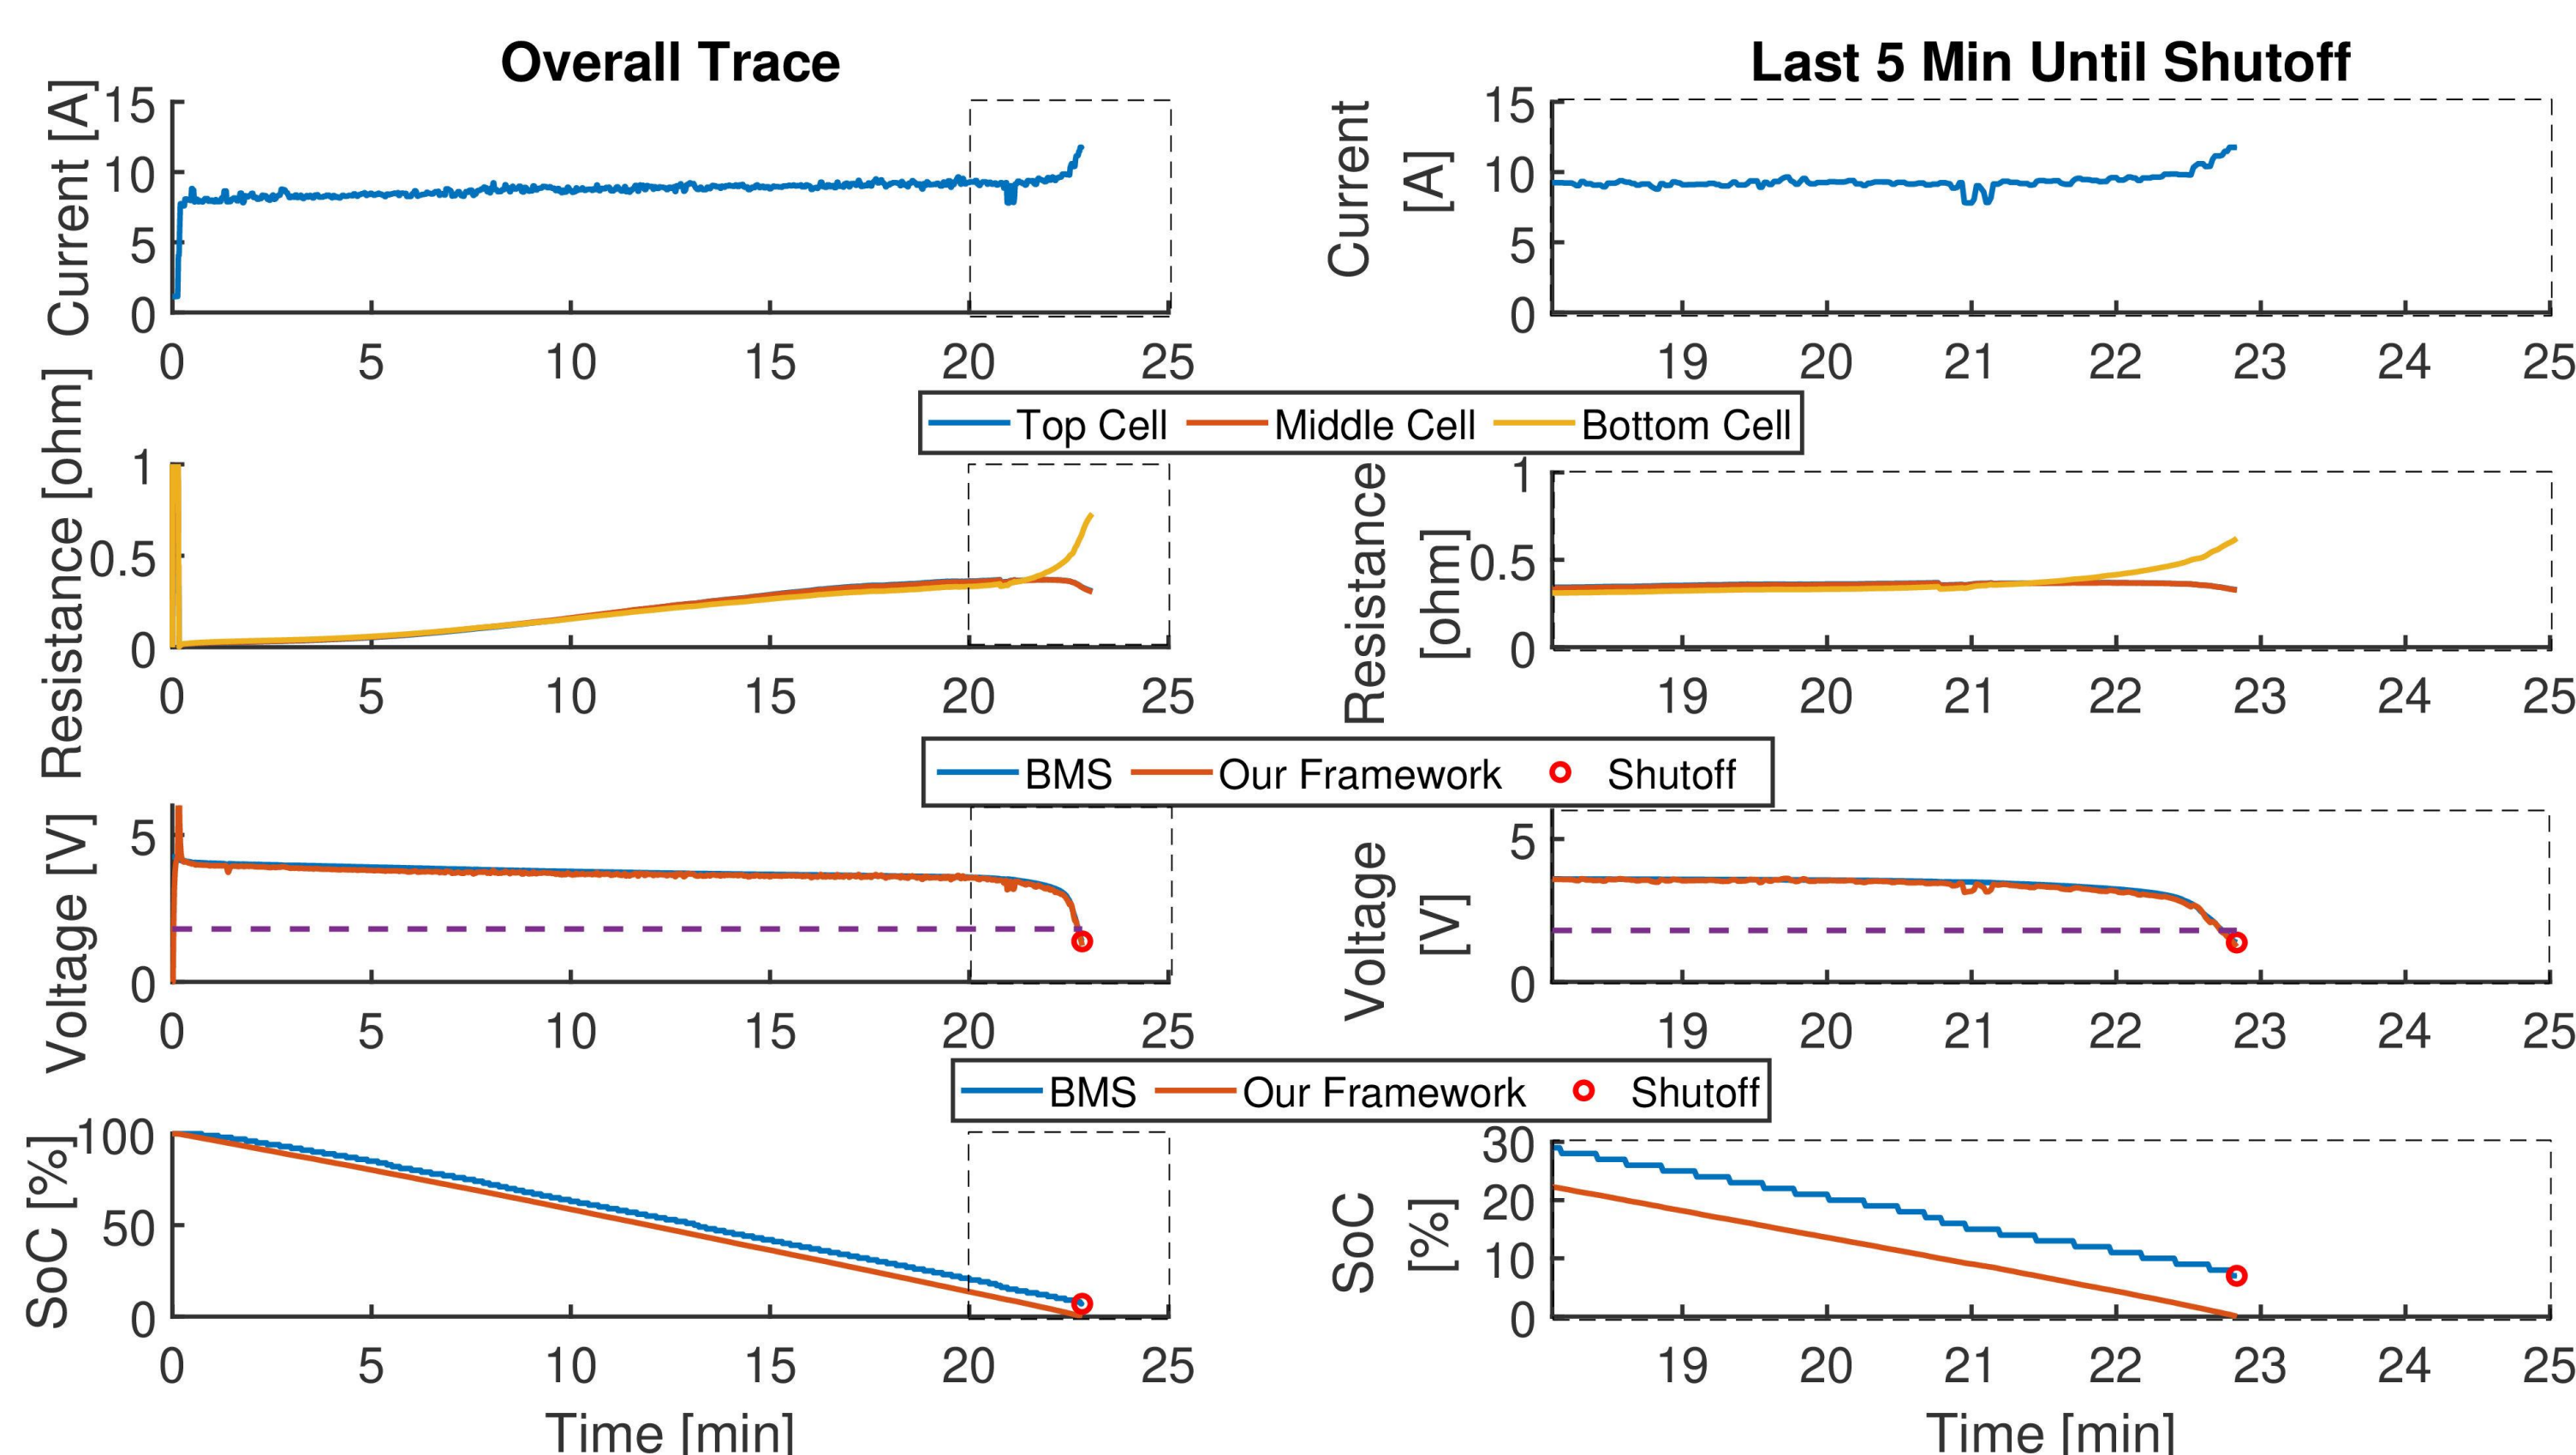 Overall Trace
Last 5 Min Until Shutoff
Current [A]
15
10
5
0
0 5 10 15 20 25
Current
[A]
15
10
5
0
19 20 21 22 23 24 25
Top Cell Middle Cell Bottom Cell
Resistance [ohm]
1
0.5
0
0 5 10 15 20 25
Resistance
[ohm]
1
0.5
0
19 20 21 22 23 24 25
BMS Our Framework Shutoff
Voltage [V]
5
0
0 5 10 15 20 25
Voltage
[V]
5
0
19 20 21 22 23 24 25
BMS Our Framework Shutoff
SoC [%]
100
50
0
0 5 10 15 20 25
Time [min]
SoC
[%]
30
20
10
0
19 20 21 22 23 24 25
Time [min]